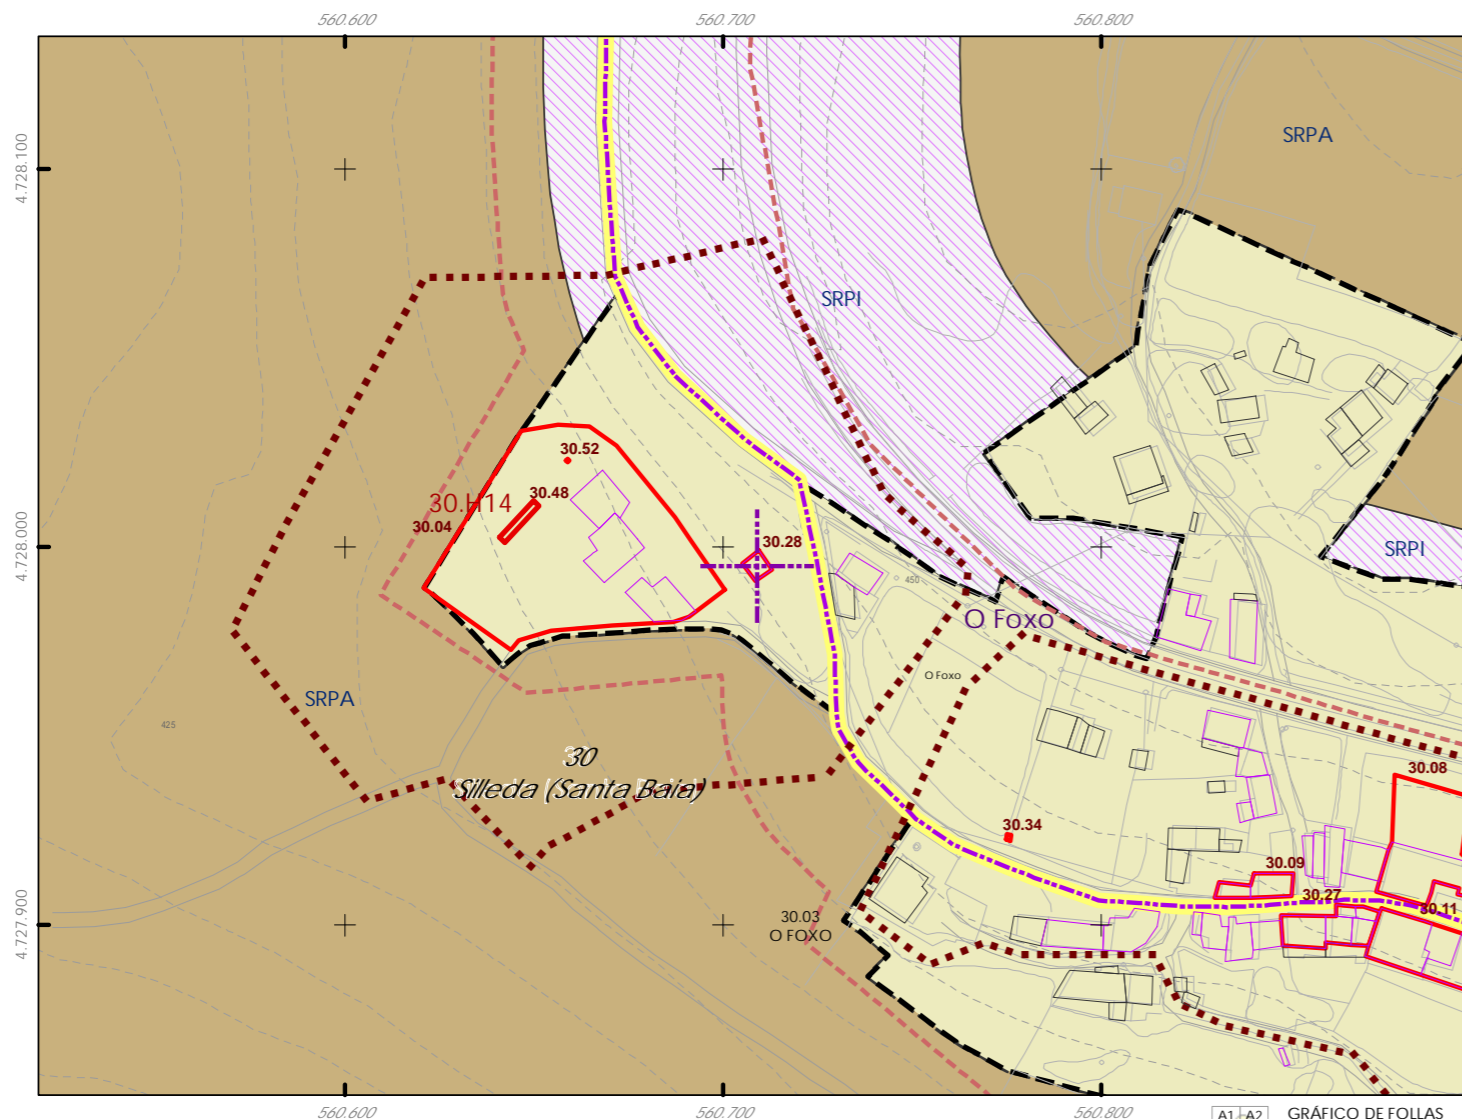 560.600
560.700
560.800
4.728.100
SRPA
SRPI
30.52
30.48
30.H14
30.04
4.728.000
30.28
SRPI
450
O Foxo
O Foxo
SRPA
425
30
Silleda (Santa Baia)
30.08
30.34
30.09
30.27
30.11
30.03
O FOXO
4.727.900
560.600
560.700
560.800
A1 A2
GRÁFICO DE FOLLAS